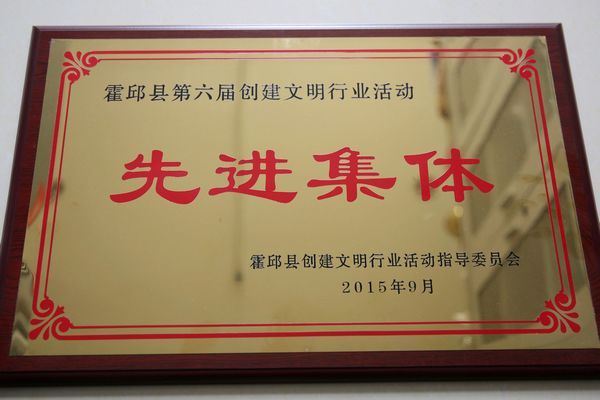 霍邱县第六届创建文明行业活动
先进集体
霍邱县创建文明行业活动指导委员会
2015年9月